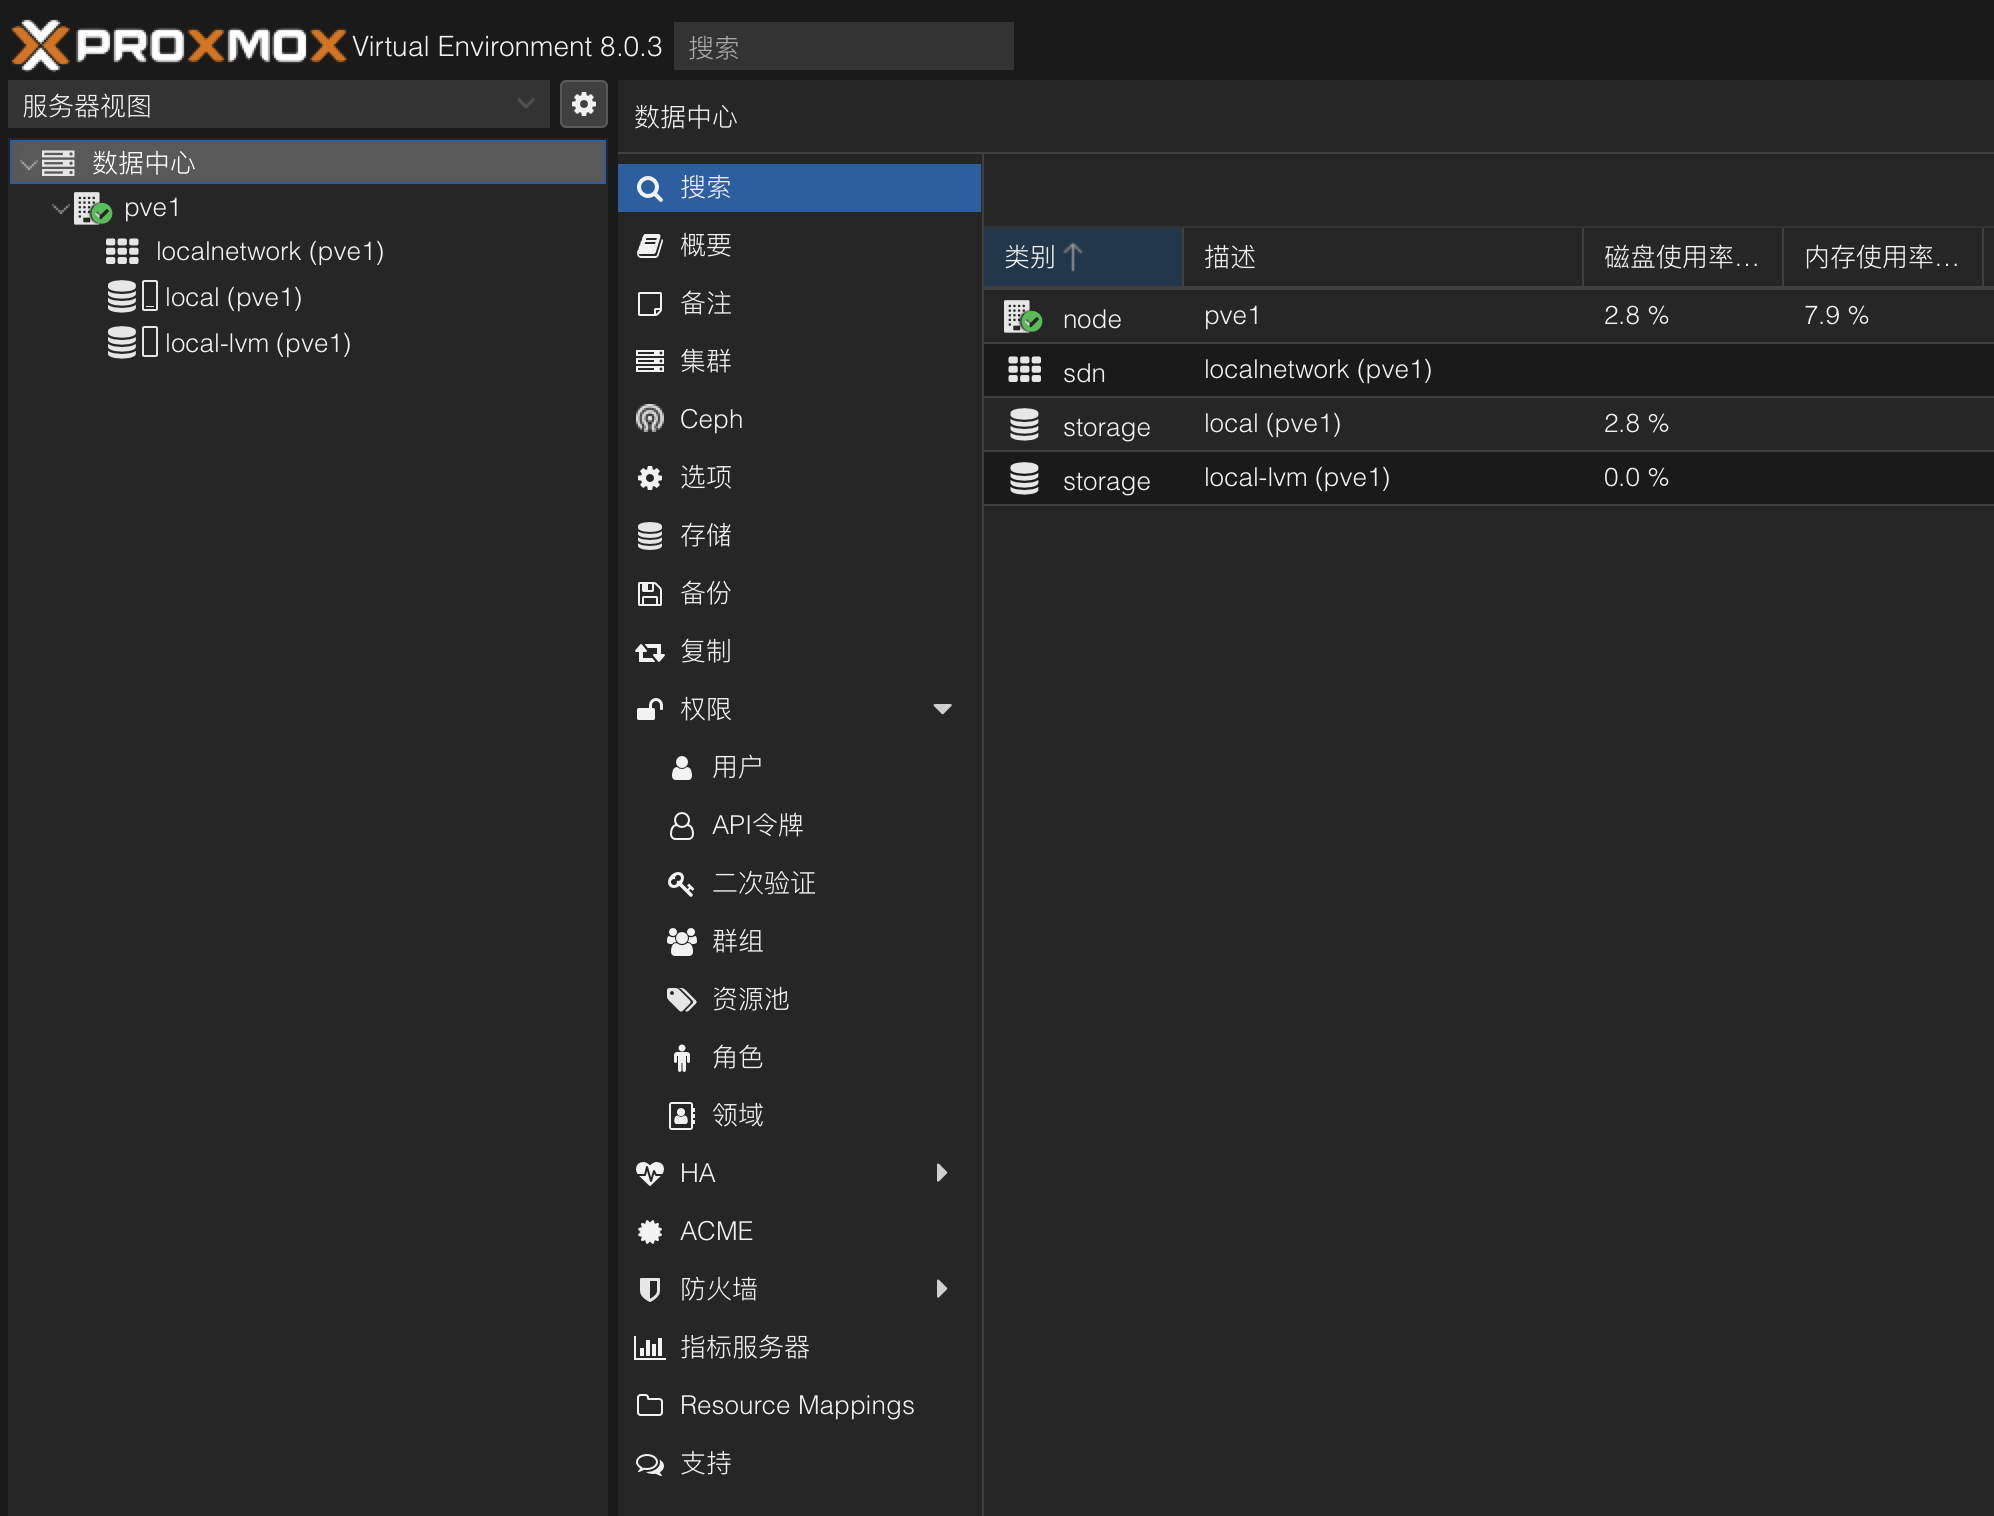 PROXMOX Virtual Environment 8.0.3 搜索
服务器视图
数据中心
pve1
localnetwork (pve1)
local (pve1)
local-lvm (pve1)
数据中心
搜索
概要
备注
集群
Ceph
选项
存储
备份
复制
权限
用户
API令牌
二次验证
群组
资源池
角色
领域
HA
ACME
防火墙
指标服务器
Resource Mappings
支持
类别 描述 磁盘使用率... 内存使用率...
node pve1 2.8 % 7.9 %
sdn localnetwork (pve1)
storage local (pve1) 2.8 %
storage local-lvm (pve1) 0.0 %